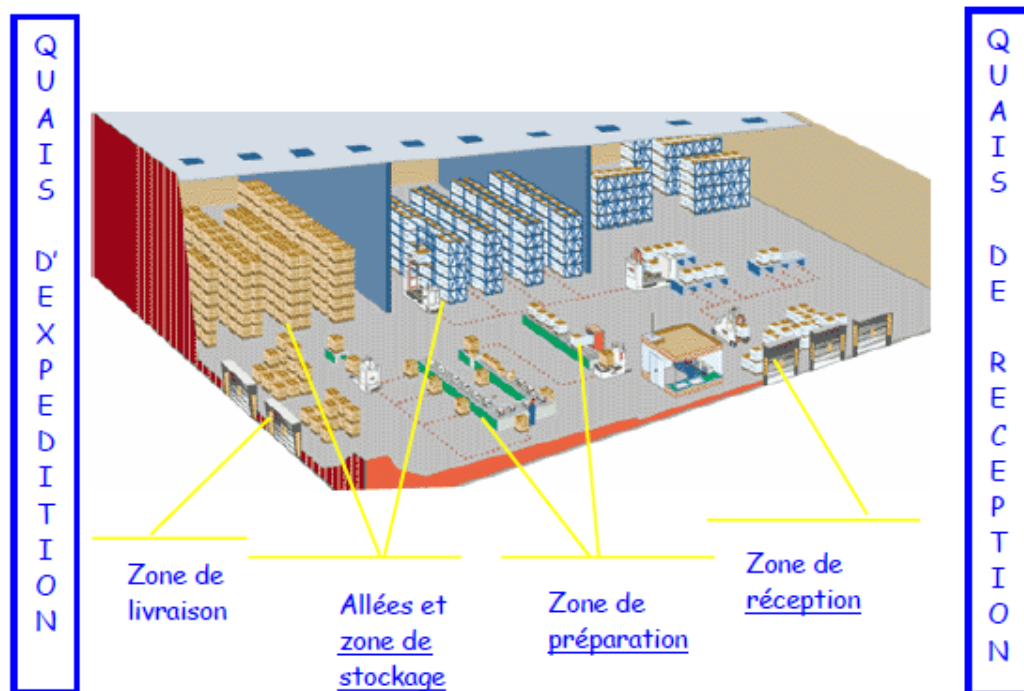 QUAIS D'EXPEDITION
QUAIS DE RECEPTION
Zone de
livraison
Allées et
zone de
stockage
Zone de
préparation
Zone de
réception